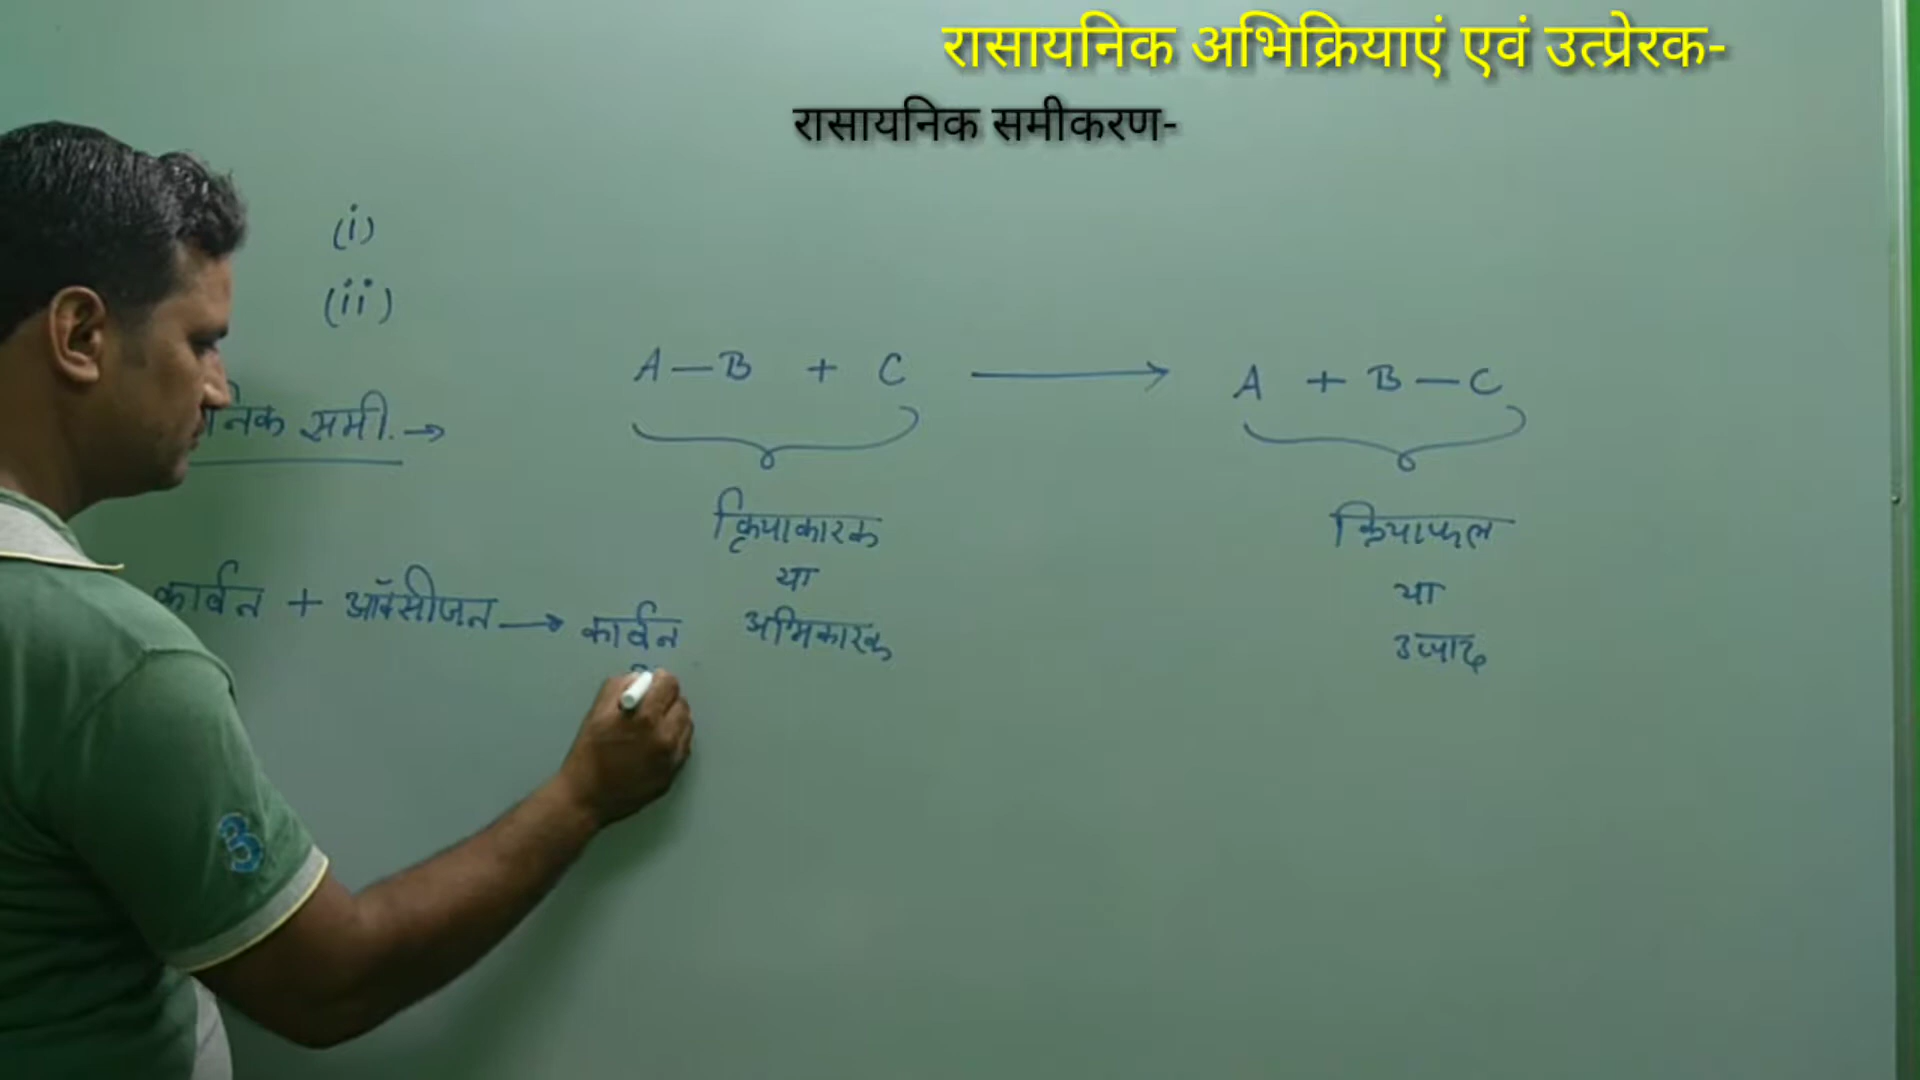 रासायनिक अभिक्रियाएं एवं उत्प्रेरक-
रासायनिक समीकरण-
(i)
(ii)
A — B + C → A + B — C
निक समी. →
क्रियाकारक
या
अभिकारक
क्रियाफल
या
उत्पाद
कार्बन + ऑक्सीजन → कार्बन
3